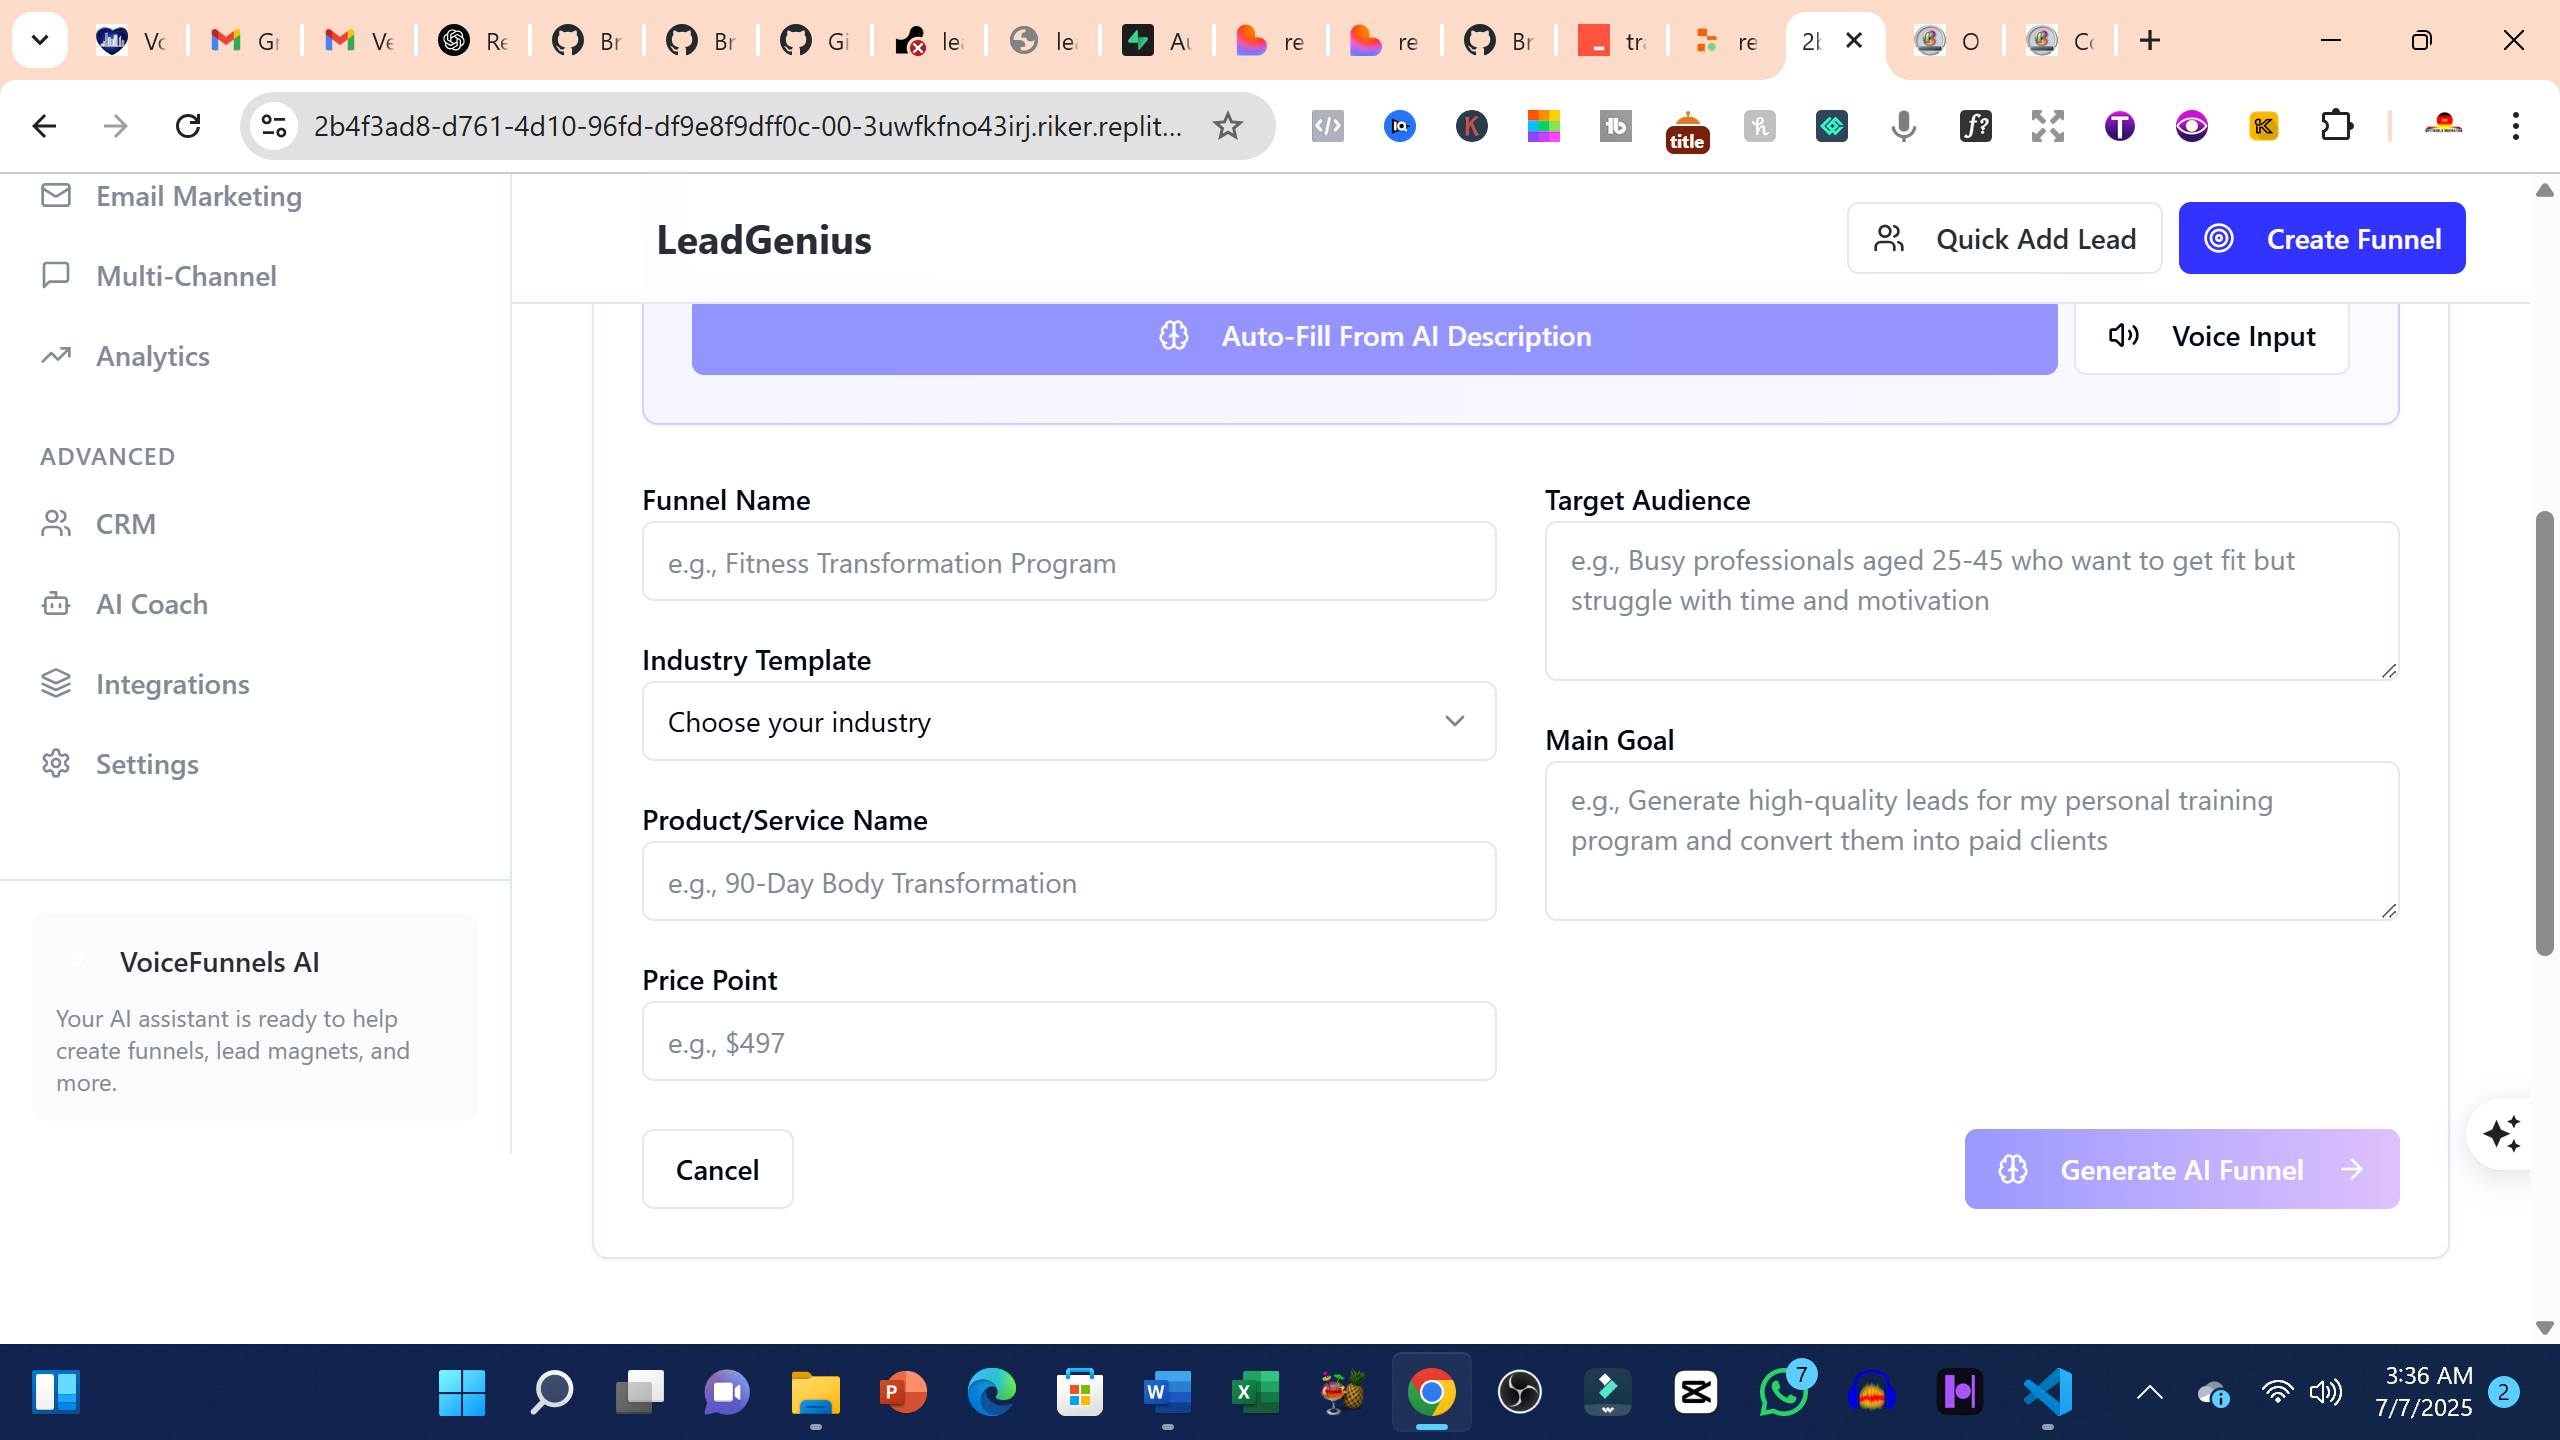 Vo
Gr
Ve
Re
Br
Br
Gi
lea
lea
Au
re
re
Br
tra
re
2b
O
Co
2b4f3ad8-d761-4d10-96fd-df9e8f9dff0c-00-3uwfkfno43irj.riker.replit...
title
Email Marketing
Multi-Channel
Analytics
ADVANCED
CRM
AI Coach
Integrations
Settings
VoiceFunnels AI
Your AI assistant is ready to help
create funnels, lead magnets, and
more.
LeadGenius
Quick Add Lead
Create Funnel
Auto-Fill From AI Description
Voice Input
Funnel Name
e.g., Fitness Transformation Program
Industry Template
Choose your industry
Product/Service Name
e.g., 90-Day Body Transformation
Price Point
e.g., $497
Target Audience
e.g., Busy professionals aged 25-45 who want to get fit but
struggle with time and motivation
Main Goal
e.g., Generate high-quality leads for my personal training
program and convert them into paid clients
Cancel
Generate AI Funnel
7
3:36 AM
7/7/2025
2